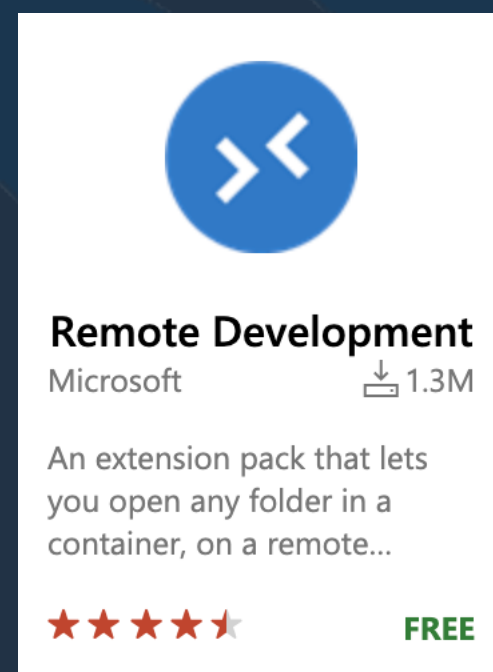 Remote Development
Microsoft 1.3M
An extension pack that lets
you open any folder in a
container, on a remote...
FREE